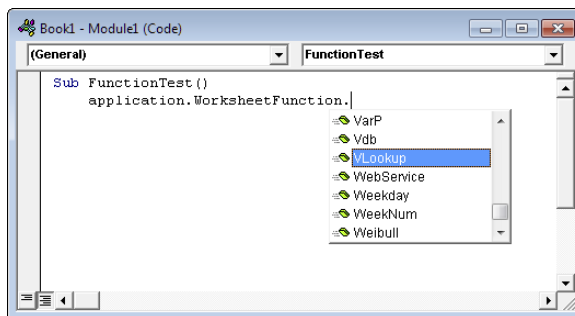 Book1 - Module1 (Code)
(General) FunctionTest
Sub FunctionTest()
application.WorksheetFunction.
VarP
Vdb
VLookup
WebService
Weekday
WeekNum
Weibull